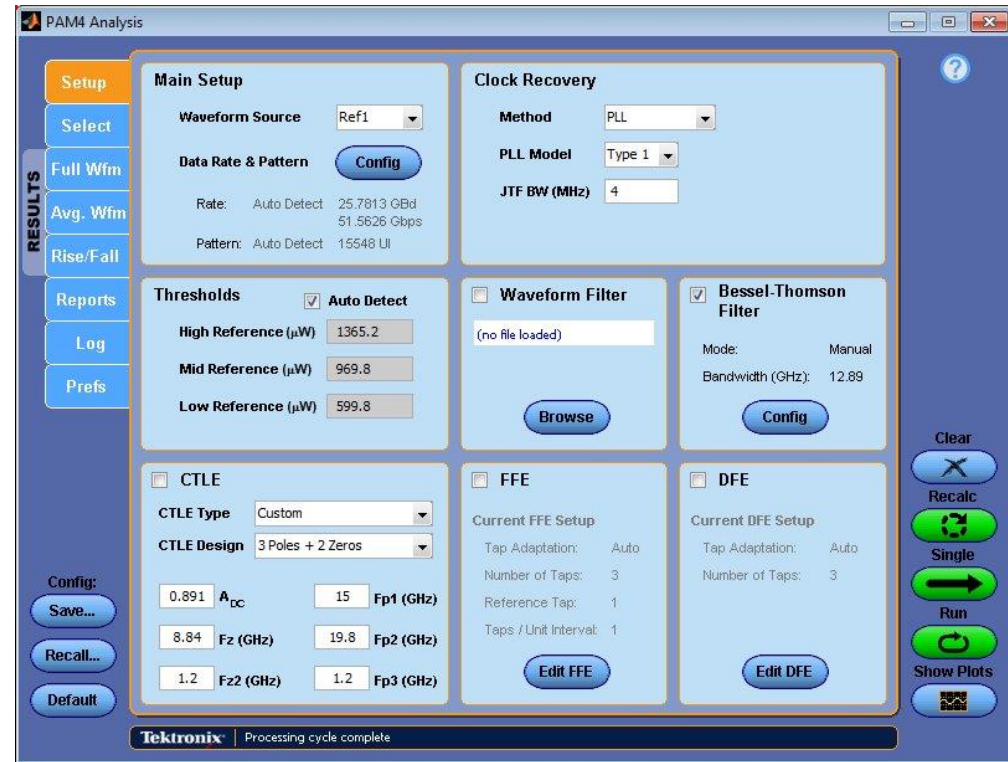 PAM4 Analysis
RESULTS
Setup
Select
Full Wfm
Avg. Wfm
Rise/Fall
Reports
Log
Prefs
Config:
Save...
Recall...
Default
Main Setup
Waveform Source Ref1
Data Rate & Pattern Config
Rate: Auto Detect 25.7813 GBd
51.5626 Gbps
Pattern: Auto Detect 15548 UI
Clock Recovery
Method PLL
PLL Model Type 1
JTF BW (MHz) 4
Thresholds Auto Detect
High Reference (μW) 1365.2
Mid Reference (μW) 969.8
Low Reference (μW) 599.8
Waveform Filter
(no file loaded)
Browse
Bessel-Thomson
Filter
Mode: Manual
Bandwidth (GHz): 12.89
Config
CTLE
CTLE Type Custom
CTLE Design 3 Poles + 2 Zeros
0.891 ADC 15 Fp1 (GHz)
8.84 Fz (GHz) 19.8 Fp2 (GHz)
1.2 Fz2 (GHz) 1.2 Fp3 (GHz)
FFE
Current FFE Setup
Tap Adaptation: Auto
Number of Taps: 3
Reference Tap: 1
Taps / Unit Interval: 1
Edit FFE
DFE
Current DFE Setup
Tap Adaptation: Auto
Number of Taps: 3
Edit DFE
?
Clear
Recalc
Single
Run
Show Plots
Tektronix Processing cycle complete